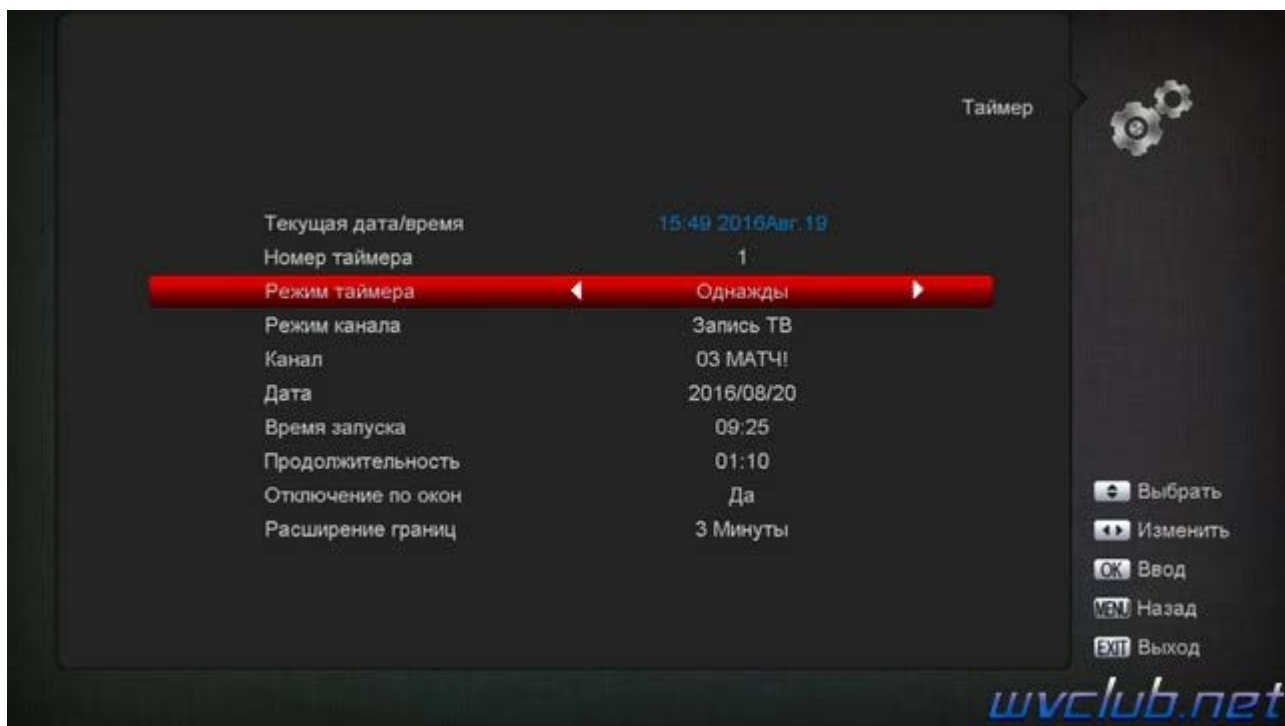 Таймер
Текущая дата/время 15:49 2016Авг.19
Номер таймера 1
Режим таймера Однажды
Режим канала Запись ТВ
Канал 03 МАТЧ!
Дата 2016/08/20
Время запуска 09:25
Продолжительность 01:10
Отключение по окон Да
Расширение границ 3 Минуты
Выбрать
Изменить
OK Ввод
MENU Назад
EXIT Выход
wvclub.net